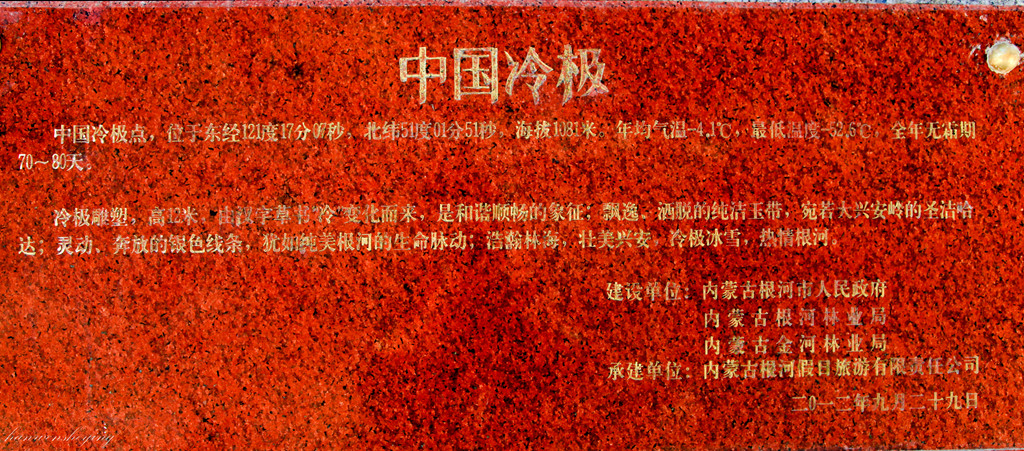 中国冷极
中国冷极点，位于东经121度17分07秒，北纬51度01分51秒，海拔1081米，年均气温-4.1℃，最低温度-52.6℃，全年无霜期
70～80天。
冷极雕塑，高12米，由汉字草书“冷”变化而来，是和谐顺畅的象征；飘逸、洒脱的纯洁玉带，宛若大兴安岭的圣洁哈
达；灵动、奔放的银色线条，犹如纯美根河的生命脉动；浩瀚林海，壮美兴安，冷极冰雪，热情根河。
建设单位：内蒙古根河市人民政府
内蒙古根河林业局
内蒙古金河林业局
承建单位：内蒙古根河假日旅游有限责任公司
二0一二年九月二十九日